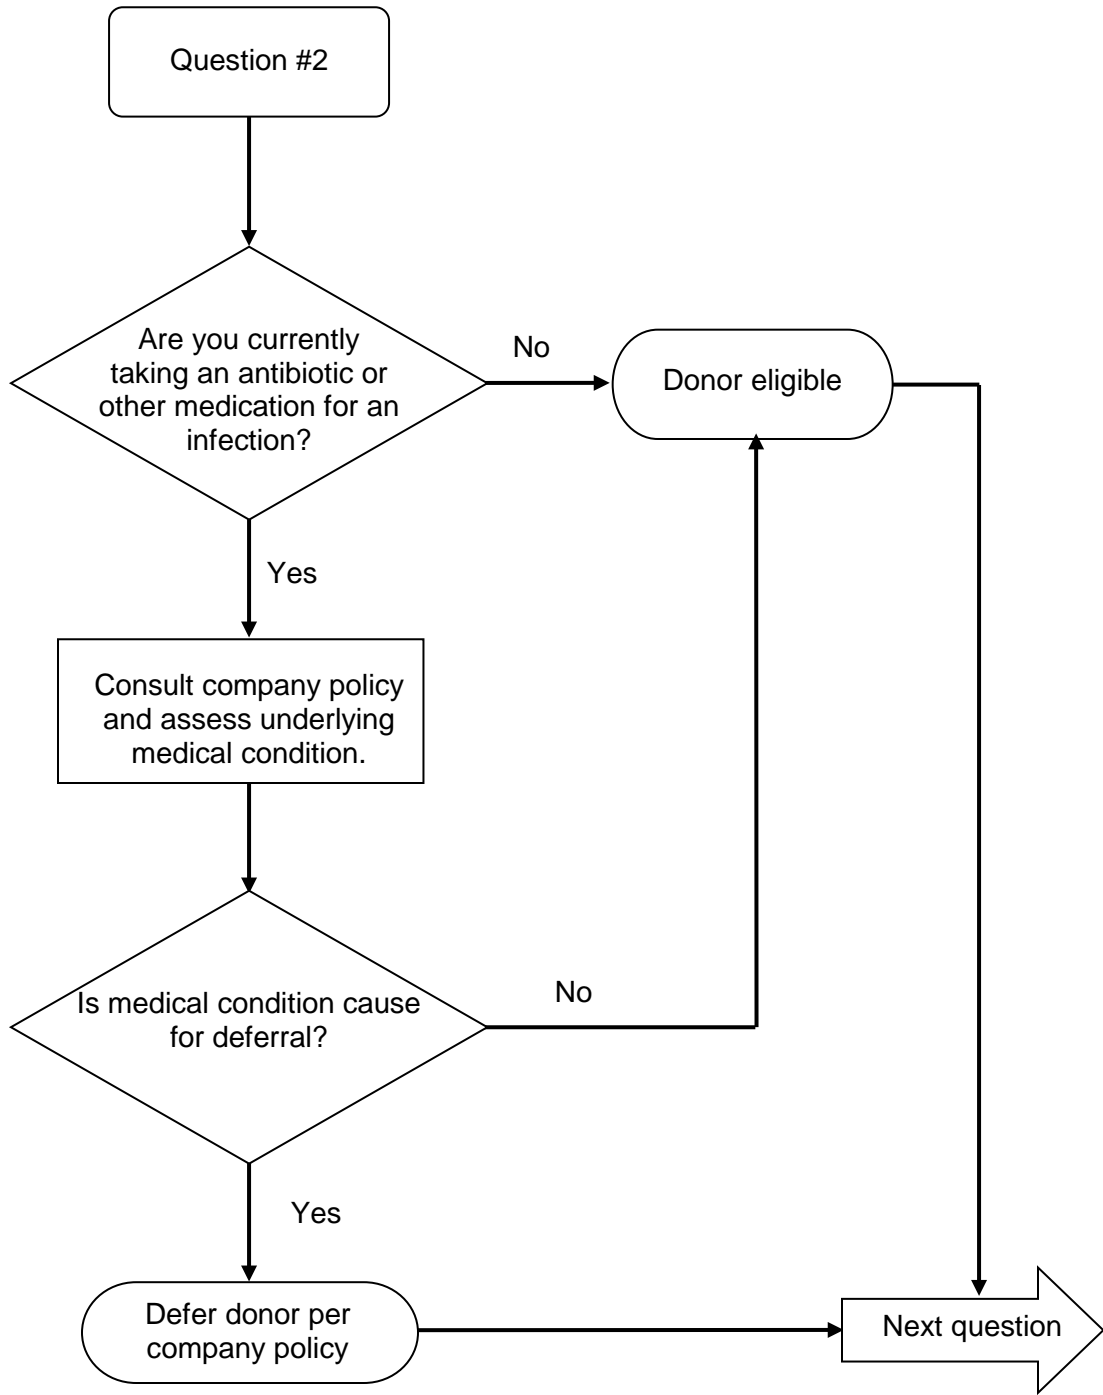 Question #2
Are you currently
taking an antibiotic or
other medication for an
infection?
No
Donor eligible
Yes
Consult company policy
and assess underlying
medical condition.
Is medical condition cause
for deferral?
No
Yes
Defer donor per
company policy
Next question